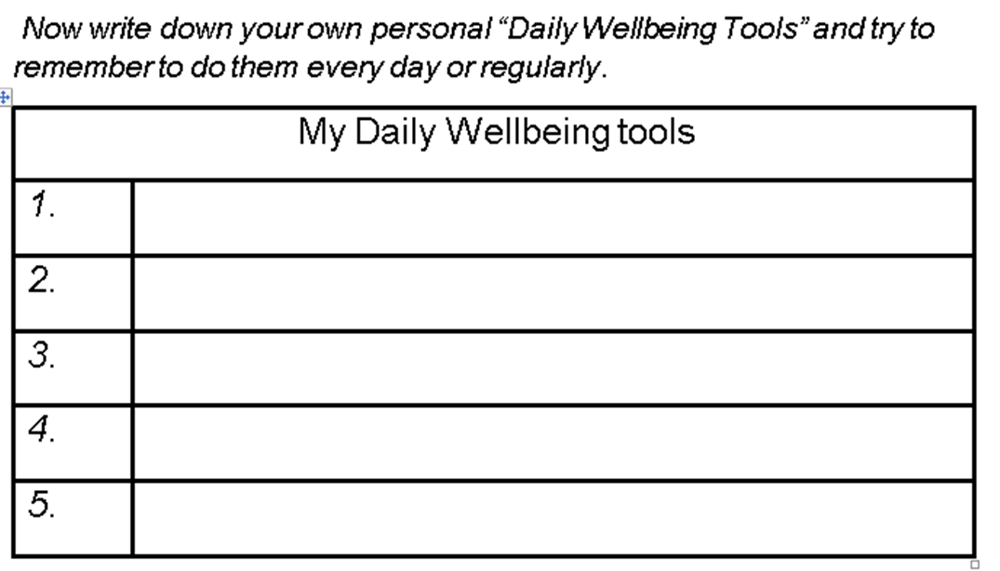 Now write down your own personal “Daily Wellbeing Tools” and try to
remember to do them every day or regularly.
My Daily Wellbeing tools
1.
2.
3.
4.
5.